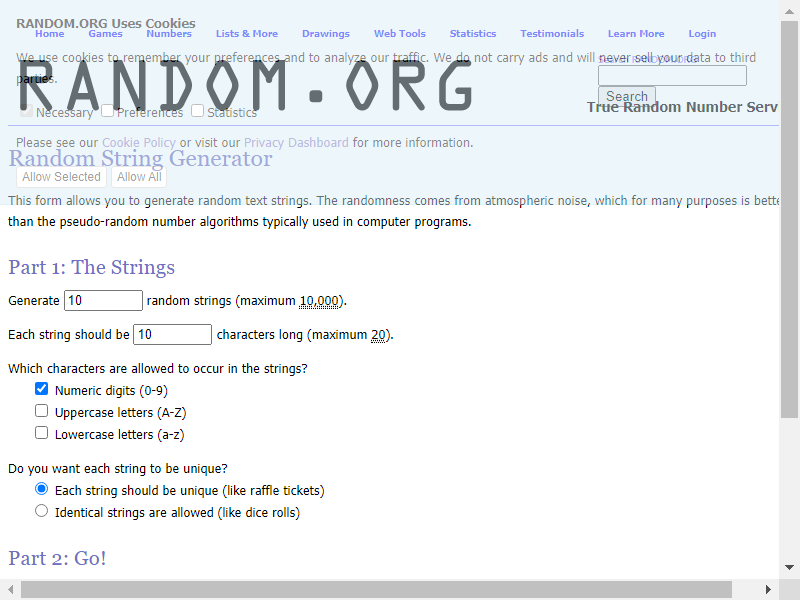 RANDOM.ORG Uses Cookies
Home Games Numbers Lists & More Drawings Web Tools Statistics Testimonials Learn More Login
We use cookies to remember your preferences and to analyze our traffic. We do not carry ads and will never sell your data to third
parties.
RANDOM.ORG
Search
True Random Number Serv
Necessary Preferences Statistics
Please see our Cookie Policy or visit our Privacy Dashboard for more information.
Random String Generator
Allow Selected Allow All
This form allows you to generate random text strings. The randomness comes from atmospheric noise, which for many purposes is bette
than the pseudo-random number algorithms typically used in computer programs.
Part 1: The Strings
Generate 10 random strings (maximum 10,000).
Each string should be 10 characters long (maximum 20).
Which characters are allowed to occur in the strings?
Numeric digits (0-9)
Uppercase letters (A-Z)
Lowercase letters (a-z)
Do you want each string to be unique?
Each string should be unique (like raffle tickets)
Identical strings are allowed (like dice rolls)
Part 2: Go!